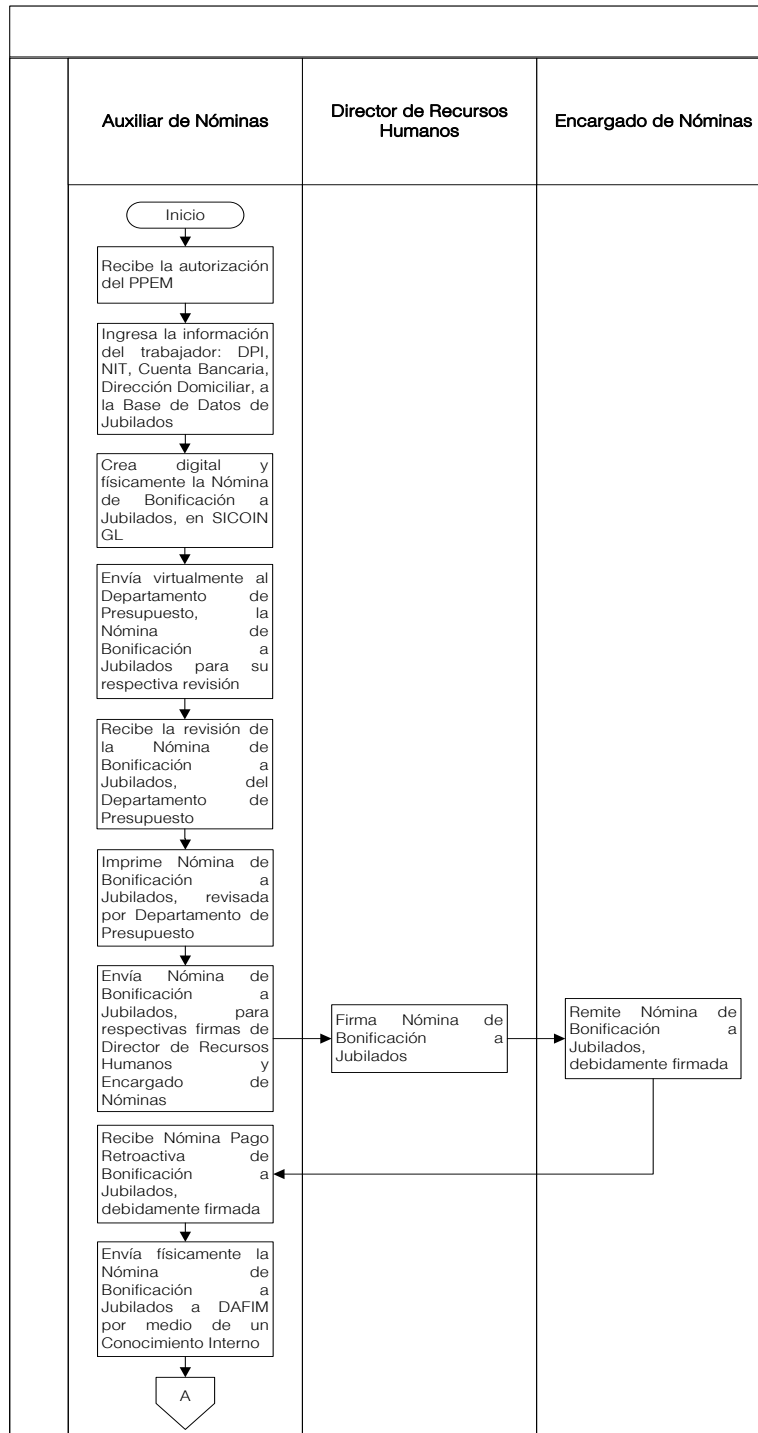 Auxiliar de Nóminas
Director de Recursos
Humanos
Encargado de Nóminas
Inicio
Recibe la autorización
del PPEM
Ingresa la información
del trabajador: DPI,
NIT, Cuenta Bancaria,
Dirección Domiciliar, a
la Base de Datos de
Jubilados
Crea digital y
físicamente la Nómina
de Bonificación a
Jubilados, en SICOIN
GL
Envía virtualmente al
Departamento de
Presupuesto, la
Nómina de
Bonificación a
Jubilados para su
respectiva revisión
Recibe la revisión de
la Nómina de
Bonificación a
Jubilados, del
Departamento de
Presupuesto
Imprime Nómina de
Bonificación a
Jubilados, revisada
por Departamento de
Presupuesto
Envía Nómina de
Bonificación a
Jubilados, para
respectivas firmas de
Director de Recursos
Humanos y
Encargado de
Nóminas
Firma Nómina de
Bonificación a
Jubilados
Remite Nómina de
Bonificación a
Jubilados,
debidamente firmada
Recibe Nómina Pago
Retroactiva de
Bonificación a
Jubilados,
debidamente firmada
Envía físicamente la
Nómina de
Bonificación a
Jubilados a DAFIM
por medio de un
Conocimiento Interno
A